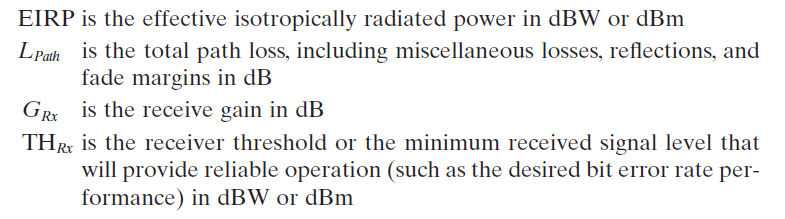 EIRP is the effective isotropically radiated power in dBW or dBm
L_Path is the total path loss, including miscellaneous losses, reflections, and
fade margins in dB
G_Rx is the receive gain in dB
TH_Rx is the receiver threshold or the minimum received signal level that
will provide reliable operation (such as the desired bit error rate per-
formance) in dBW or dBm